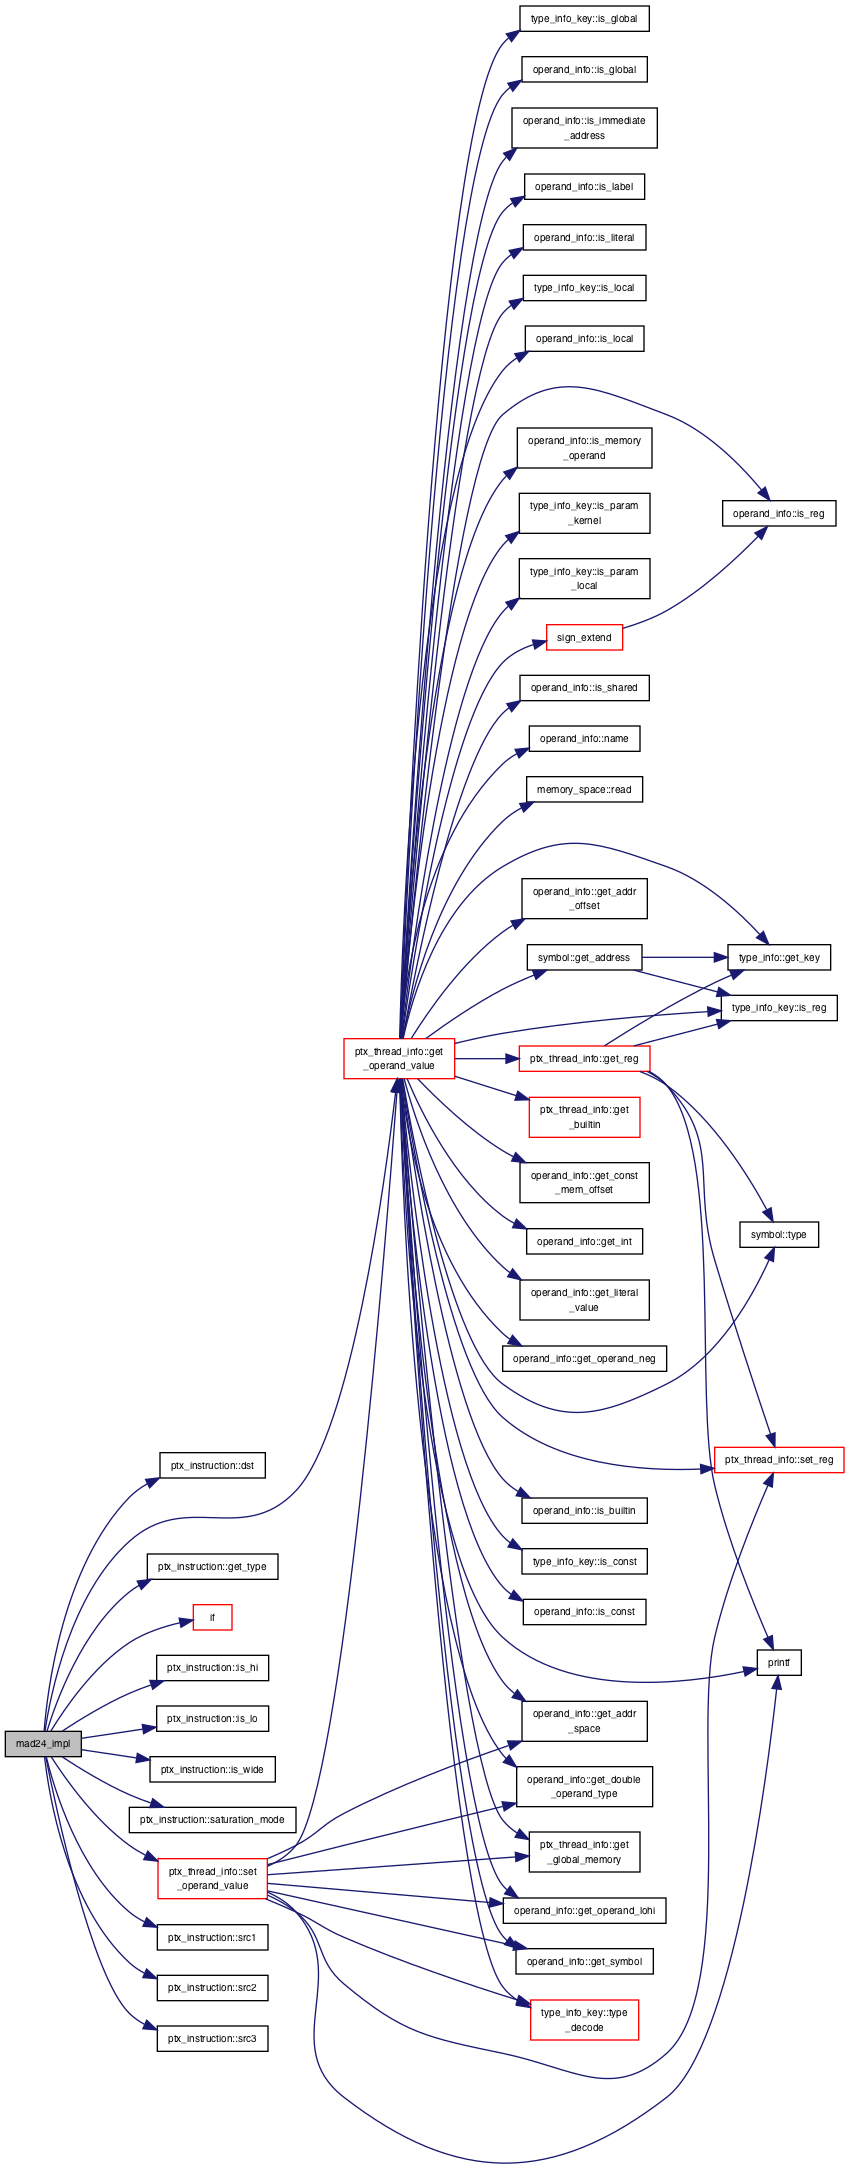 type_info_key::is_global
operand_info::is_global
operand_info::is_immediate
_address
operand_info::is_label
operand_info::is_literal
type_info_key::is_local
operand_info::is_local
operand_info::is_memory
_operand
type_info_key::is_param
_kernel
operand_info::is_reg
type_info_key::is_param
_local
sign_extend
operand_info::is_shared
operand_info::name
memory_space::read
operand_info::get_addr
_offset
symbol::get_address
type_info::get_key
type_info_key::is_reg
ptx_thread_info::get
_operand_value
ptx_thread_info::get_reg
ptx_thread_info::get
_builtin
operand_info::get_const
_mem_offset
operand_info::get_int
symbol::type
operand_info::get_literal
_value
operand_info::get_operand_neg
ptx_instruction::dst
ptx_thread_info::set_reg
operand_info::is_builtin
ptx_instruction::get_type
type_info_key::is_const
if
operand_info::is_const
ptx_instruction::is_hi
printf
ptx_instruction::is_lo
operand_info::get_addr
_space
mad24_impl
ptx_instruction::is_wide
operand_info::get_double
_operand_type
ptx_instruction::saturation_mode
ptx_thread_info::get
_global_memory
ptx_thread_info::set
_operand_value
operand_info::get_operand_lohi
ptx_instruction::src1
operand_info::get_symbol
ptx_instruction::src2
type_info_key::type
_decode
ptx_instruction::src3